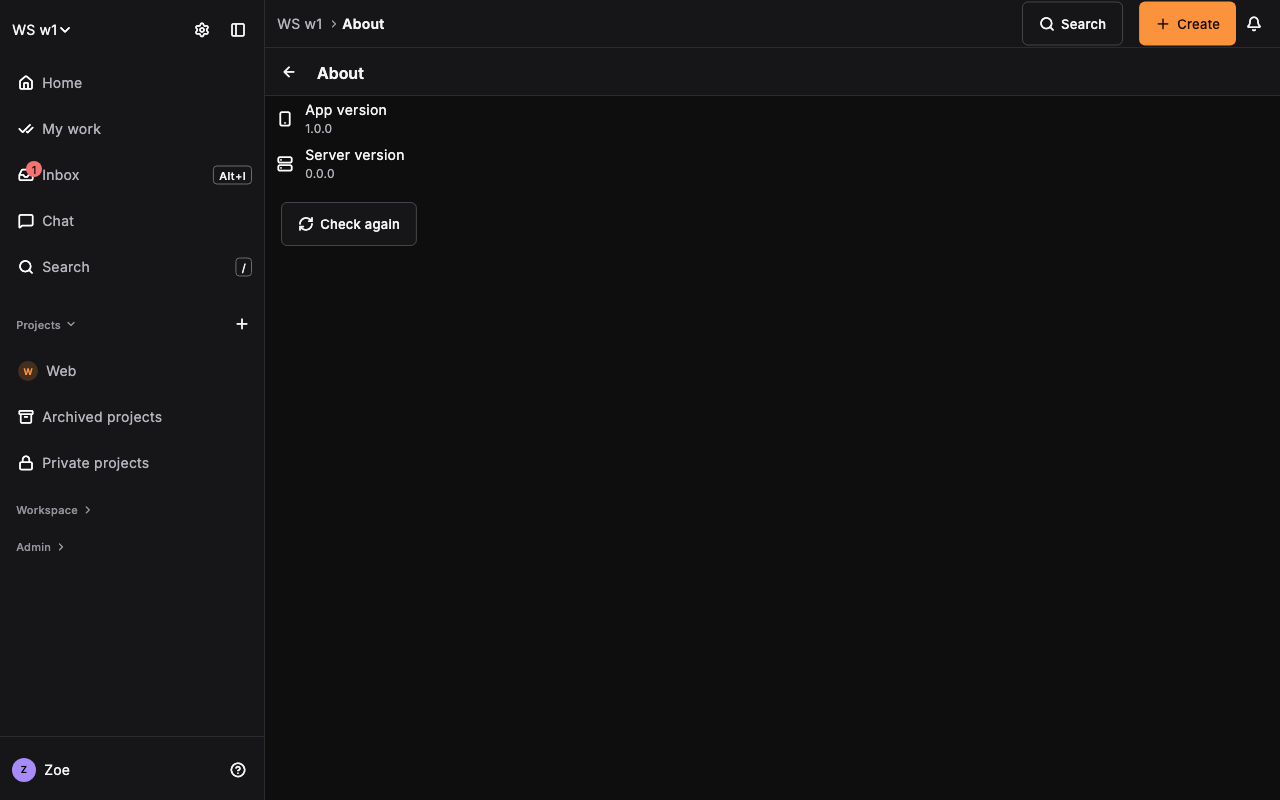 WS w1
Home
My work
1
Inbox
Alt+I
Chat
Search
/
Projects
W
Web
Archived projects
Private projects
Workspace
Admin
Z
Zoe
WS w1
About
Search
Create
About
App version
1.0.0
Server version
0.0.0
Check again